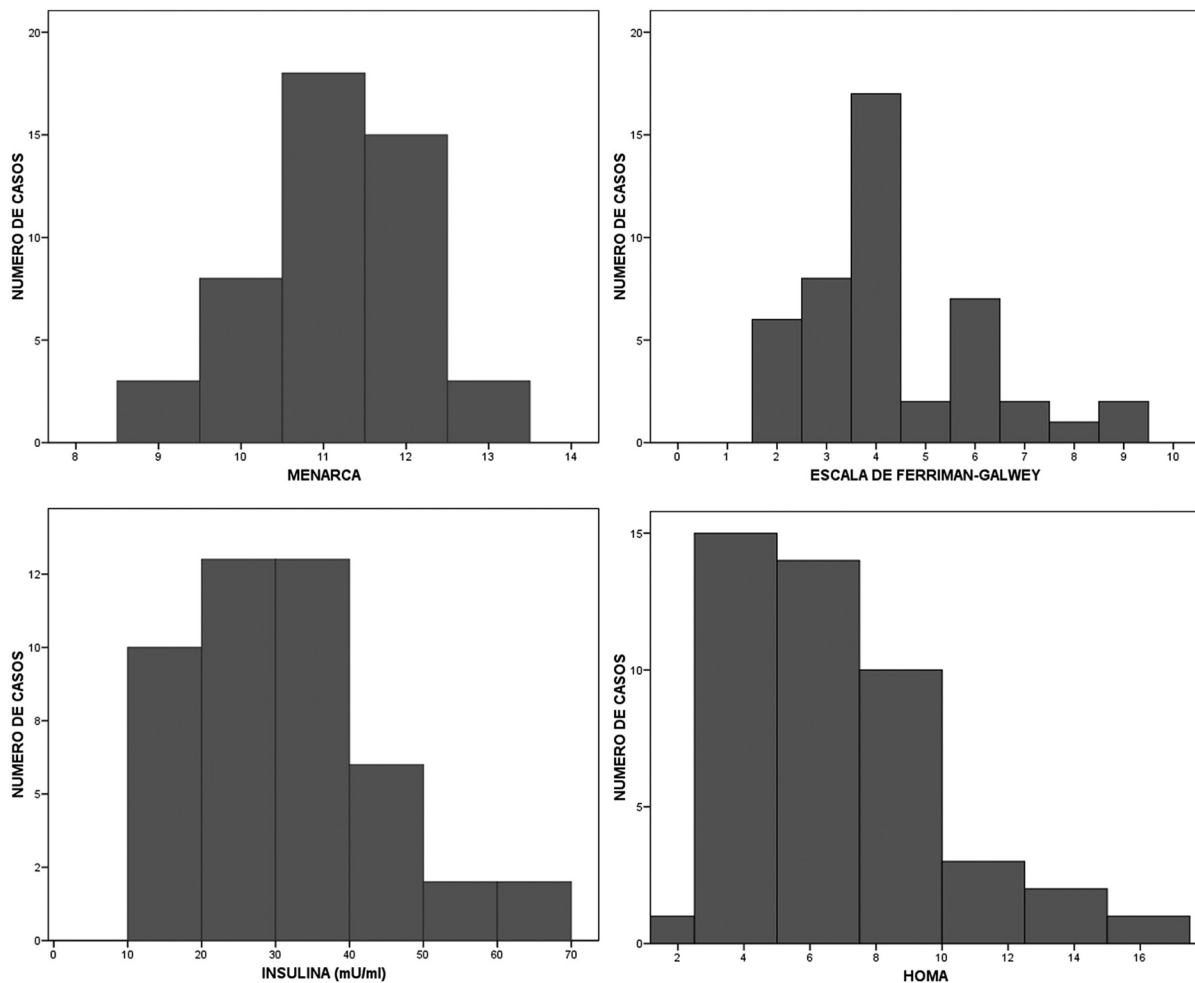 NUMERO DE CASOS
20
15
10
5
0
8 9 10 11 12 13 14
MENARCA
NUMERO DE CASOS
20
15
10
5
0
0 1 2 3 4 5 6 7 8 9 10
ESCALA DE FERRIMAN-GALWEY
NUMERO DE CASOS
12
10
8
5
2
0
0 10 20 30 40 50 60 70
INSULINA (mU/ml)
NUMERO DE CASOS
15
10
5
0
2 4 6 8 10 12 14 16
HOMA